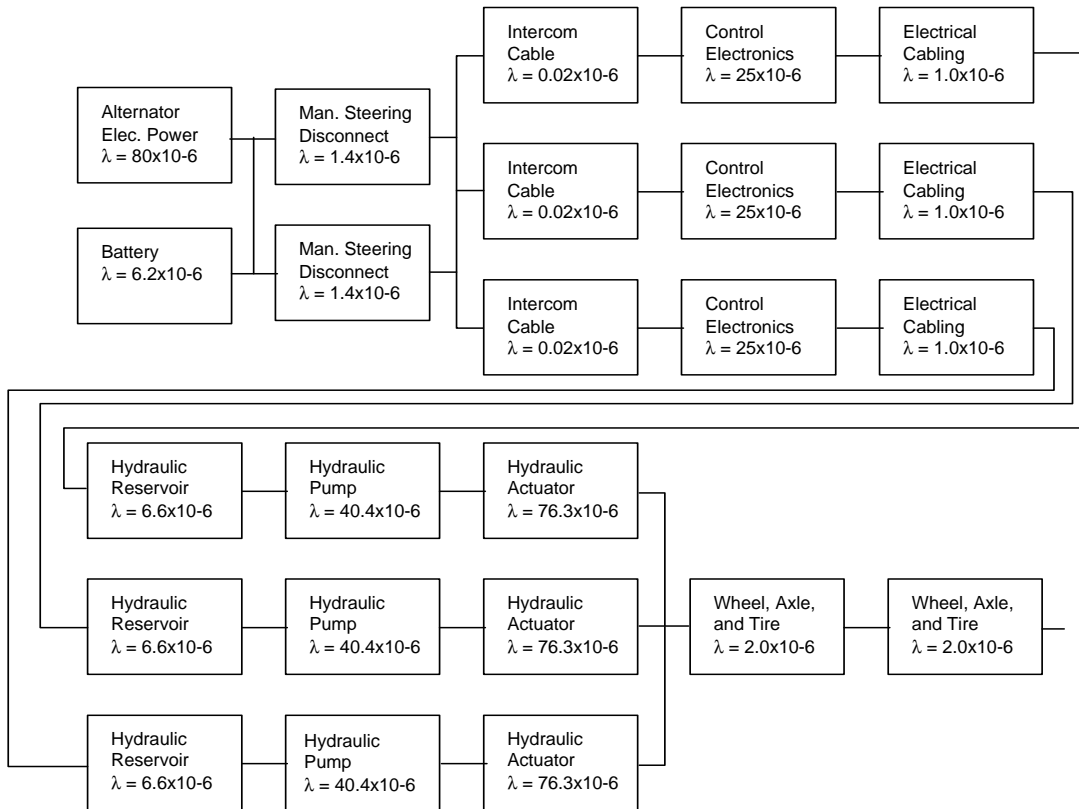 Intercom
Cable
λ = 0.02x10-6
Control
Electronics
λ = 25x10-6
Electrical
Cabling
λ = 1.0x10-6
Alternator
Elec. Power
λ = 80x10-6
Man. Steering
Disconnect
λ = 1.4x10-6
Intercom
Cable
λ = 0.02x10-6
Control
Electronics
λ = 25x10-6
Electrical
Cabling
λ = 1.0x10-6
Battery
λ = 6.2x10-6
Man. Steering
Disconnect
λ = 1.4x10-6
Intercom
Cable
λ = 0.02x10-6
Control
Electronics
λ = 25x10-6
Electrical
Cabling
λ = 1.0x10-6
Hydraulic
Reservoir
λ = 6.6x10-6
Hydraulic
Pump
λ = 40.4x10-6
Hydraulic
Actuator
λ = 76.3x10-6
Hydraulic
Reservoir
λ = 6.6x10-6
Hydraulic
Pump
λ = 40.4x10-6
Hydraulic
Actuator
λ = 76.3x10-6
Wheel, Axle,
and Tire
λ = 2.0x10-6
Wheel, Axle,
and Tire
λ = 2.0x10-6
Hydraulic
Reservoir
λ = 6.6x10-6
Hydraulic
Pump
λ = 40.4x10-6
Hydraulic
Actuator
λ = 76.3x10-6